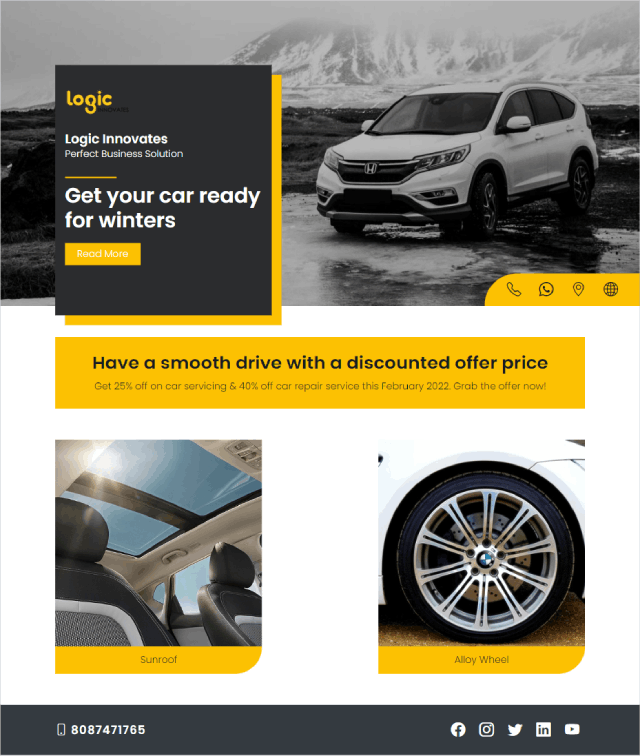 logic
Logic Innovates
Perfect Business Solution
Get your car ready
for winters
Read More
Have a smooth drive with a discounted offer price
Get 25% off on car servicing & 40% off car repair service this February 2022. Grab the offer now!
Sunroof
Alloy Wheel
8087471765